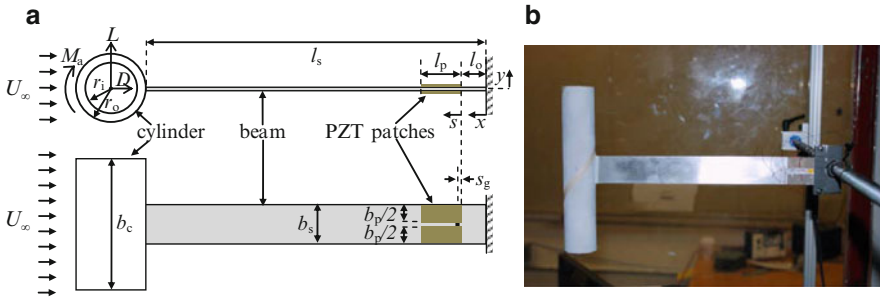 a
b
L
M_a
l_s
l_p
l_o
U_∞
r_i
D
r_o
y
cylinder
beam
PZT patches
s
x
s_g
U_∞
b_c
b_s
b_p/2
b_p/2